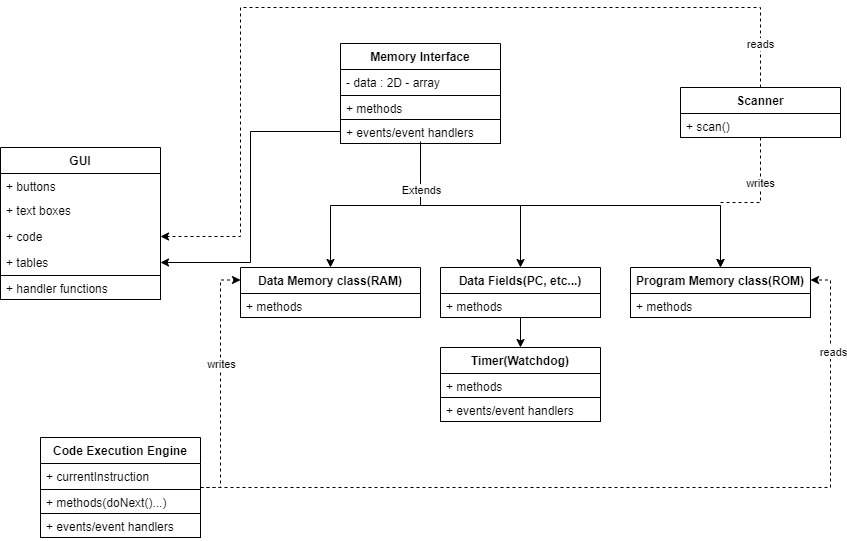 reads
Memory Interface
- data : 2D - array
+ methods
+ events/event handlers
Scanner
+ scan()
GUI
+ buttons
+ text boxes
+ code
+ tables
+ handler functions
Extends
writes
Data Memory class(RAM)
+ methods
Data Fields(PC, etc...)
+ methods
Program Memory class(ROM)
+ methods
writes
reads
Timer(Watchdog)
+ methods
+ events/event handlers
Code Execution Engine
+ currentInstruction
+ methods(doNext()...)
+ events/event handlers